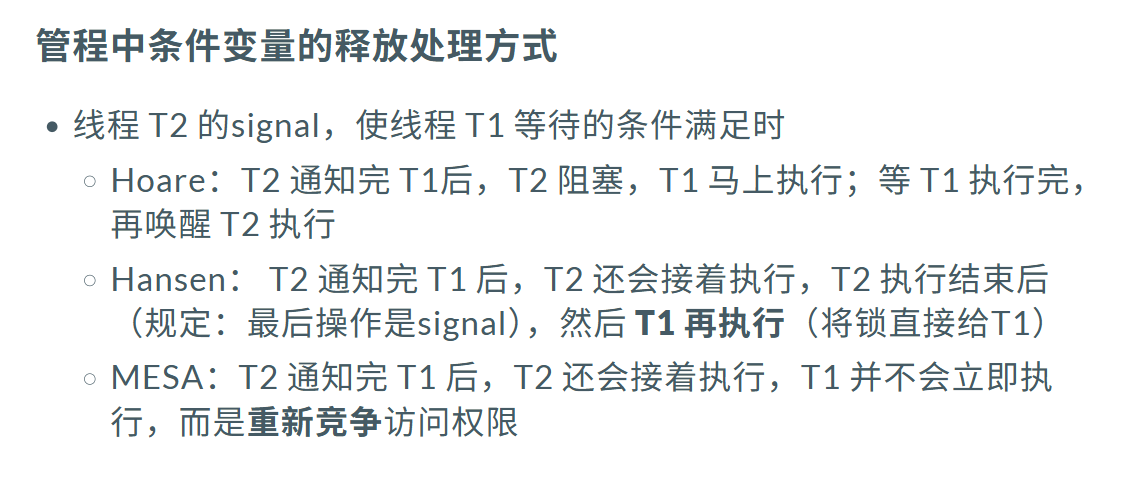 管程中条件变量的释放处理方式
• 线程 T2 的signal，使线程 T1 等待的条件满足时
○ Hoare：T2 通知完 T1后，T2 阻塞，T1 马上执行；等 T1 执行完，
再唤醒 T2 执行
○ Hansen： T2 通知完 T1 后，T2 还会接着执行，T2 执行结束后
（规定：最后操作是signal），然后 T1 再执行（将锁直接给T1）
○ MESA：T2 通知完 T1 后，T2 还会接着执行，T1 并不会立即执
行，而是重新竞争访问权限